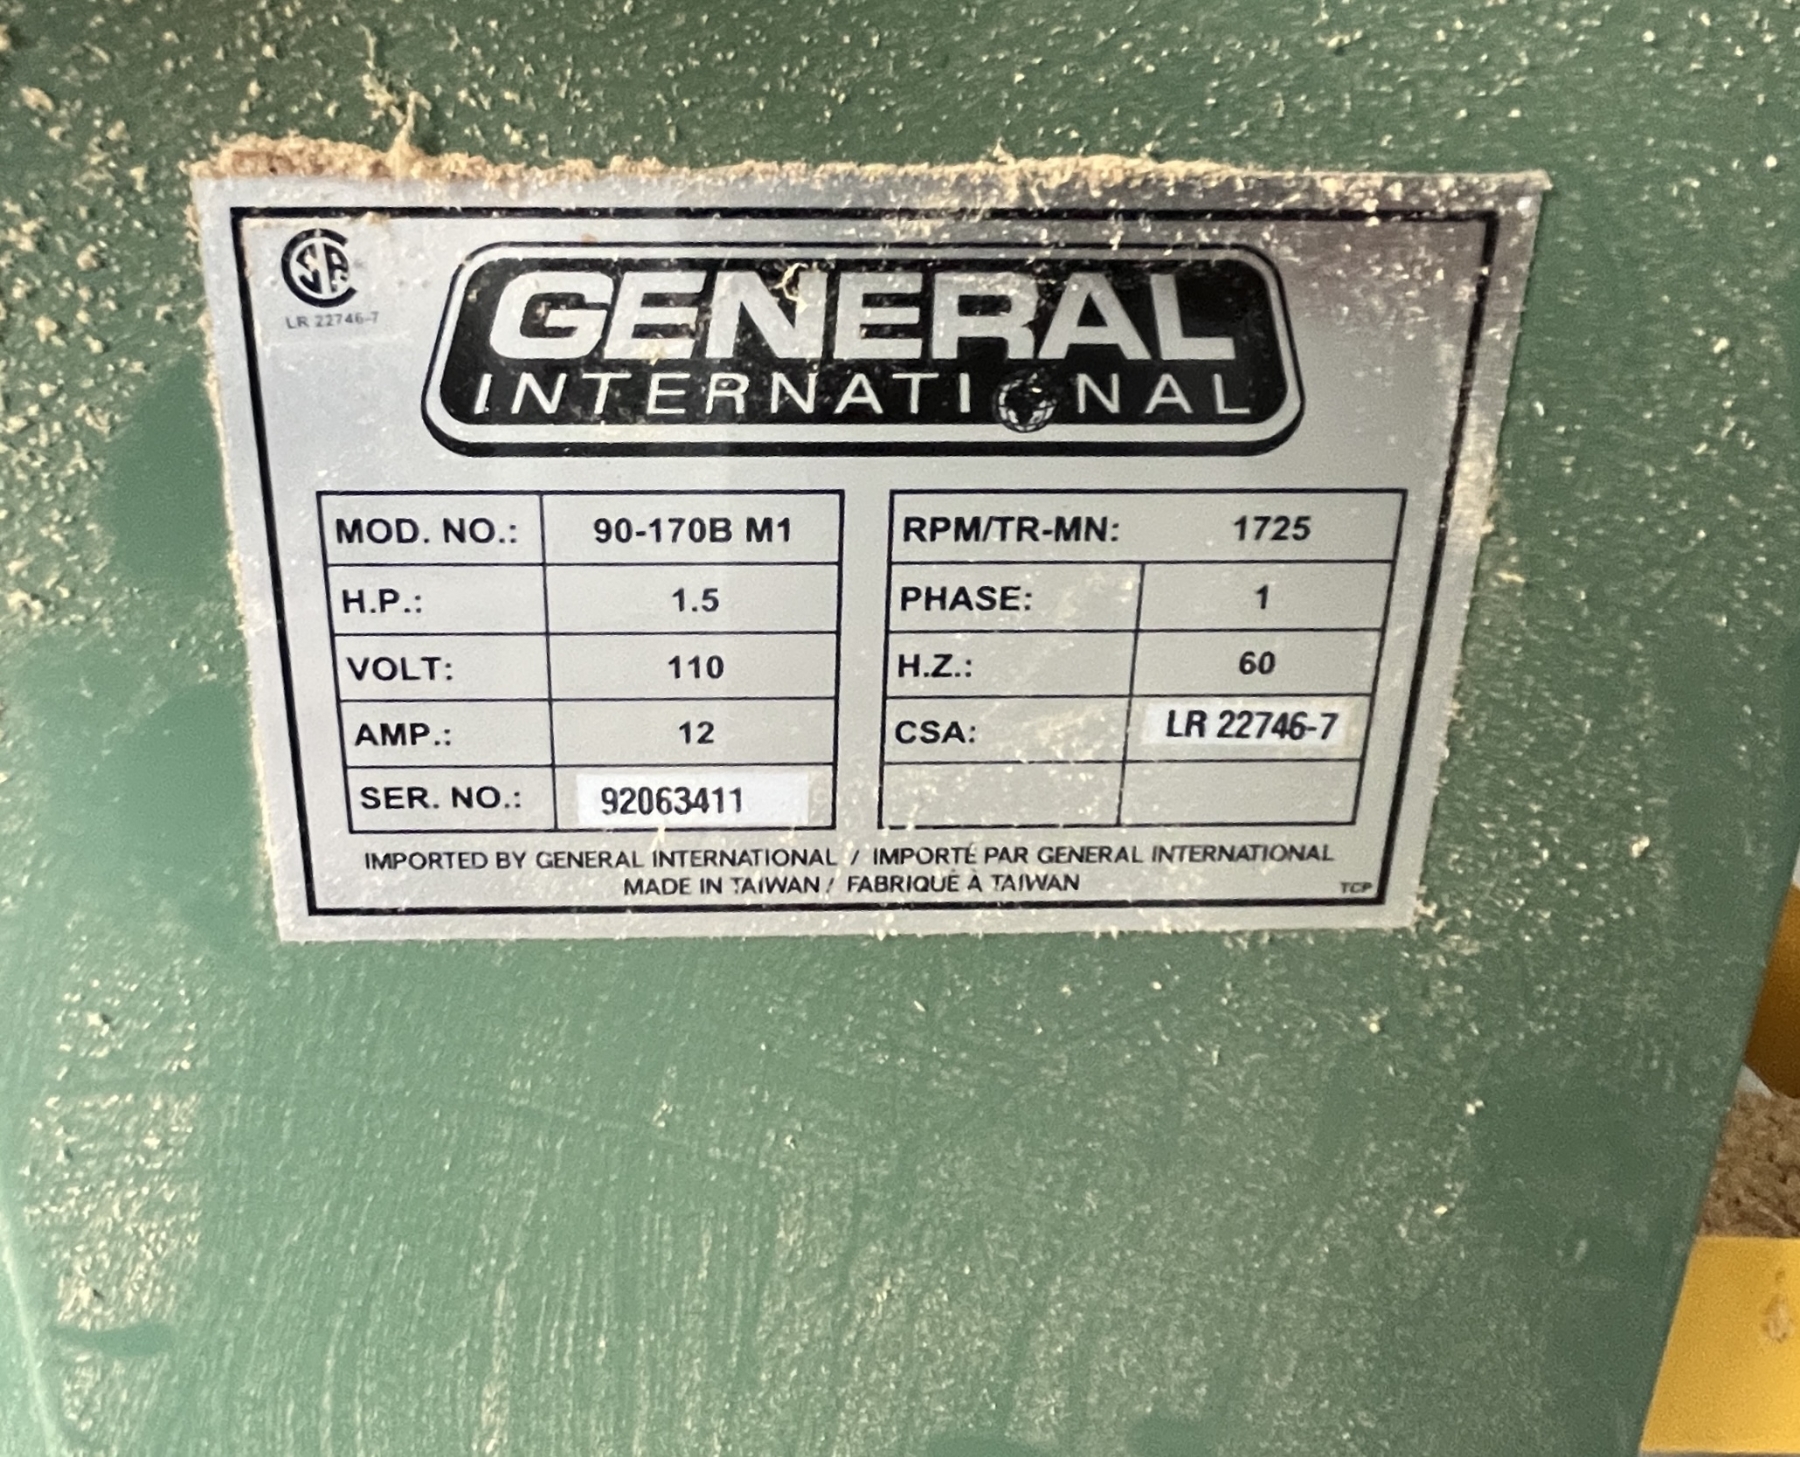 CSA
LR 22746-7
GENERAL
INTERNATIONAL
MOD. NO.: 90-170B M1
H.P.: 1.5
VOLT: 110
AMP.: 12
SER. NO.: 92063411
RPM/TR-MN: 1725
PHASE: 1
H.Z.: 60
CSA: LR 22746-7
IMPORTED BY GENERAL INTERNATIONAL / IMPORTÉ PAR GENERAL INTERNATIONAL
MADE IN TAIWAN / FABRIQUÉ À TAIWAN
TCP